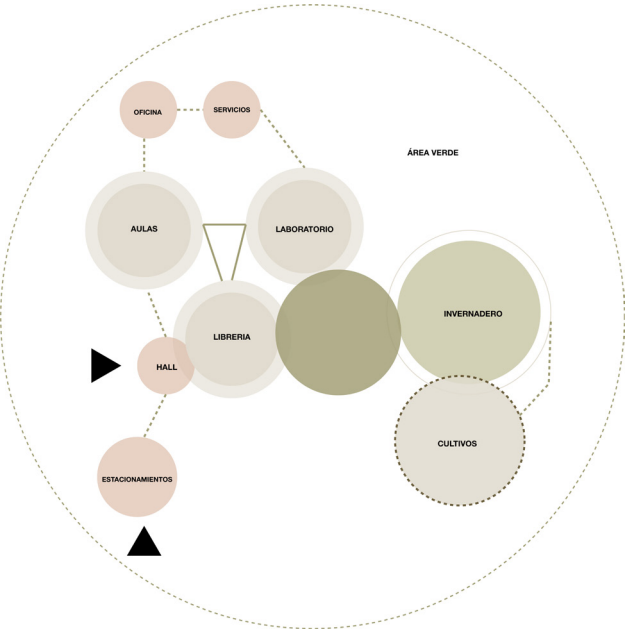 OFICINA
SERVICIOS
ÁREA VERDE
AULAS
LABORATORIO
INVERNADERO
LIBRERIA
HALL
CULTIVOS
ESTACIONAMIENTOS